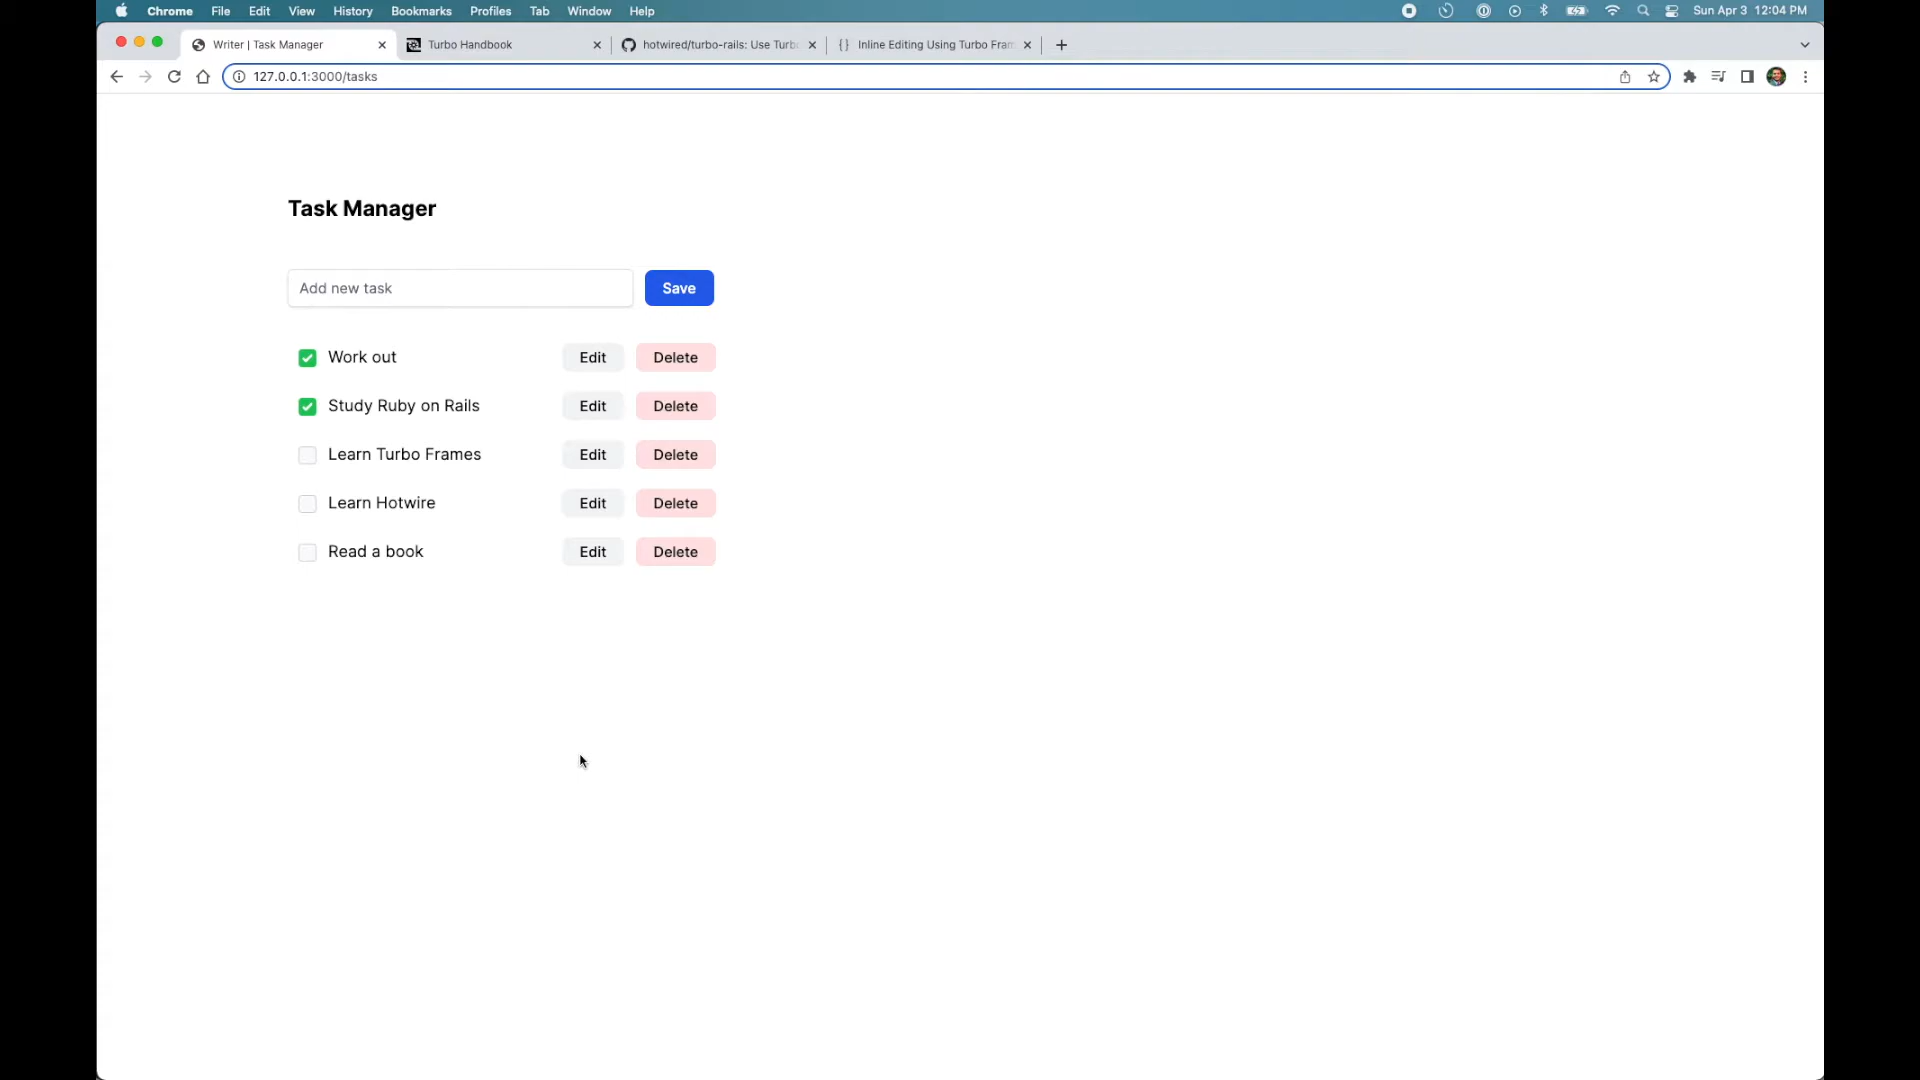 Chrome File Edit View History Bookmarks Profiles Tab Window Help Sun Apr 3 12:04 PM
Writer | Task Manager Turbo Handbook hotwired/turbo-rails: Use Turbo Inline Editing Using Turbo Fram
127.0.0.1:3000/tasks
Task Manager
Add new task Save
Work out Edit Delete
Study Ruby on Rails Edit Delete
Learn Turbo Frames Edit Delete
Learn Hotwire Edit Delete
Read a book Edit Delete